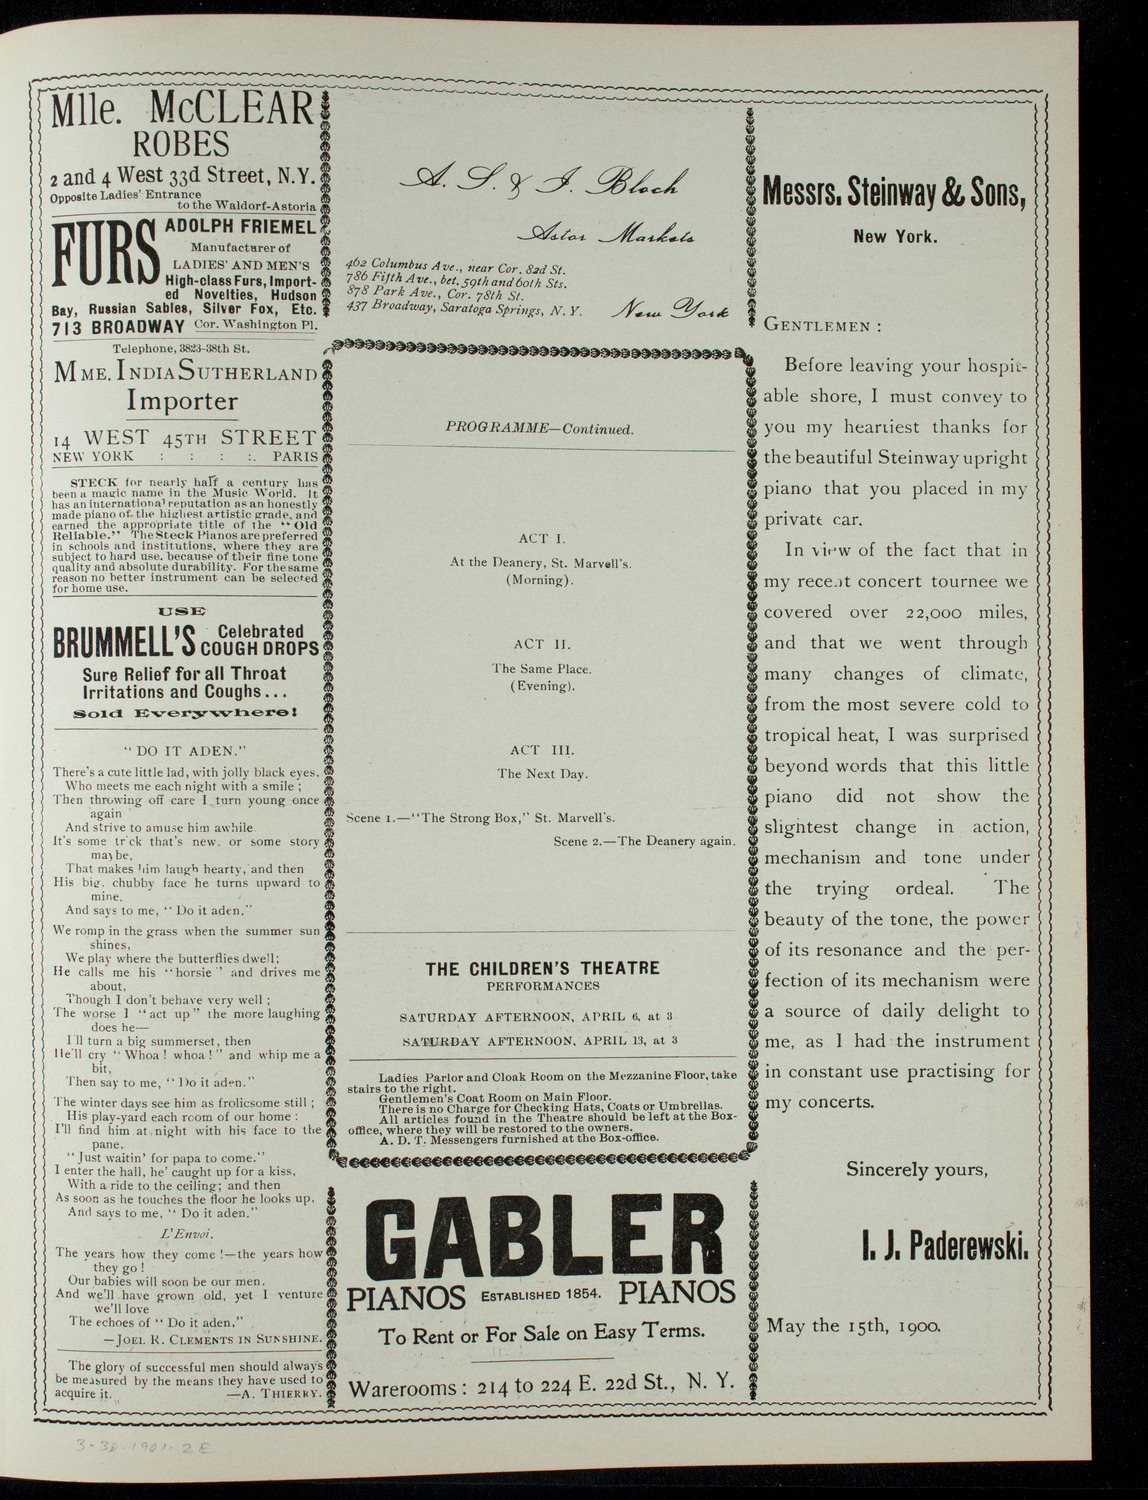 Mlle. McCLEAR
ROBES
2 and 4 West 33d Street, N.Y.
Opposite Ladies' Entrance
to the Waldorf-Astoria
FURS
ADOLPH FRIEMEL
Manufacturer of
LADIES' AND MEN'S
High-class Furs, Import-
ed Novelties, Hudson
Bay, Russian Sables, Silver Fox, Etc.
713 BROADWAY Cor. Washington Pl.
Telephone, 3823-38th St.
MME. INDIA SUTHERLAND
Importer
14 WEST 45TH STREET
NEW YORK : : : :. PARIS
STECK for nearly half a century has
been a magic name in the Music World. It
has an international reputation as an honestly
made piano of the highest artistic grade, and
earned the appropriate title of the "Old
Reliable." The Steck Pianos are preferred
in schools and institutions, where they are
subject to hard use, because of their fine tone
quality and absolute durability. For the same
reason no better instrument can be selected
for home use.
USE
BRUMMELL'S Celebrated
COUGH DROPS
Sure Relief for all Throat
Irritations and Coughs...
Sold Everywhere!
"DO IT ADEN."
There's a cute little lad, with jolly black eyes,
Who meets me each night with a smile;
Then throwing off care I turn young once
again
And strive to amuse him awhile.
It's some tr'ck that's new, or some story
maybe,
That makes him laugh hearty, and then
His big, chubby face he turns upward to
mine,
And says to me, "Do it aden."
We romp in the grass when the summer sun
shines,
We play where the butterflies dwell;
He calls me his "horsie" and drives me
about,
Though I don't behave very well;
The worse I "act up" the more laughing
does he—
I'll turn a big summerset, then
He'll cry "Whoa! whoa!" and whip me a
bit,
Then say to me, "Do it aden."
The winter days see him as frolicsome still;
His play-yard each room of our home:
I'll find him at night with his face to the
pane,
"Just waitin' for papa to come."
I enter the hall, he' caught up for a kiss,
With a ride to the ceiling; and then
As soon as he touches the floor he looks up,
And says to me, "Do it aden."
L'Envoi.
The years how they come!—the years how
they go!
Our babies will soon be our men,
And we'll have grown old, yet I venture
we'll love
The echoes of "Do it aden,"
—JOEL R. CLEMENTS IN SUNSHINE.
The glory of successful men should always
be measured by the means they have used to
acquire it. —A. THIERRY.
A. S. & I. Bloch
Astor Markets
462 Columbus Ave., near Cor. 82d St.
786 Fifth Ave., bet. 59th and 60th Sts.
878 Park Ave., Cor. 78th St.
437 Broadway, Saratoga Springs, N. Y.
New York
PROGRAMME—Continued.
ACT I.
At the Deanery, St. Marvell's.
(Morning).
ACT II.
The Same Place.
(Evening).
ACT III.
The Next Day.
Scene 1.—"The Strong Box," St. Marvell's.
Scene 2.—The Deanery again.
THE CHILDREN'S THEATRE
PERFORMANCES
SATURDAY AFTERNOON, APRIL 6, at 3
SATURDAY AFTERNOON, APRIL 13, at 3
Ladies Parlor and Cloak Room on the Mezzanine Floor, take
stairs to the right.
Gentlemen's Coat Room on Main Floor.
There is no Charge for Checking Hats, Coats or Umbrellas.
All articles found in the Theatre should be left at the Box-
office, where they will be restored to the owners.
A. D. T. Messengers furnished at the Box-office.
GABLER
PIANOS ESTABLISHED 1854. PIANOS
To Rent or For Sale on Easy Terms.
Warerooms: 214 to 224 E. 22d St., N. Y.
Messrs. Steinway & Sons,
New York.
GENTLEMEN:
Before leaving your hospit-
able shore, I must convey to
you my heartiest thanks for
the beautiful Steinway upright
piano that you placed in my
private car.
In view of the fact that in
my recent concert tournee we
covered over 22,000 miles,
and that we went through
many changes of climate,
from the most severe cold to
tropical heat, I was surprised
beyond words that this little
piano did not show the
slightest change in action,
mechanism and tone under
the trying ordeal. The
beauty of the tone, the power
of its resonance and the per-
fection of its mechanism were
a source of daily delight to
me, as I had the instrument
in constant use practising for
my concerts.
Sincerely yours,
I. J. Paderewski.
May the 15th, 1900.
3-30-1901. 2 E